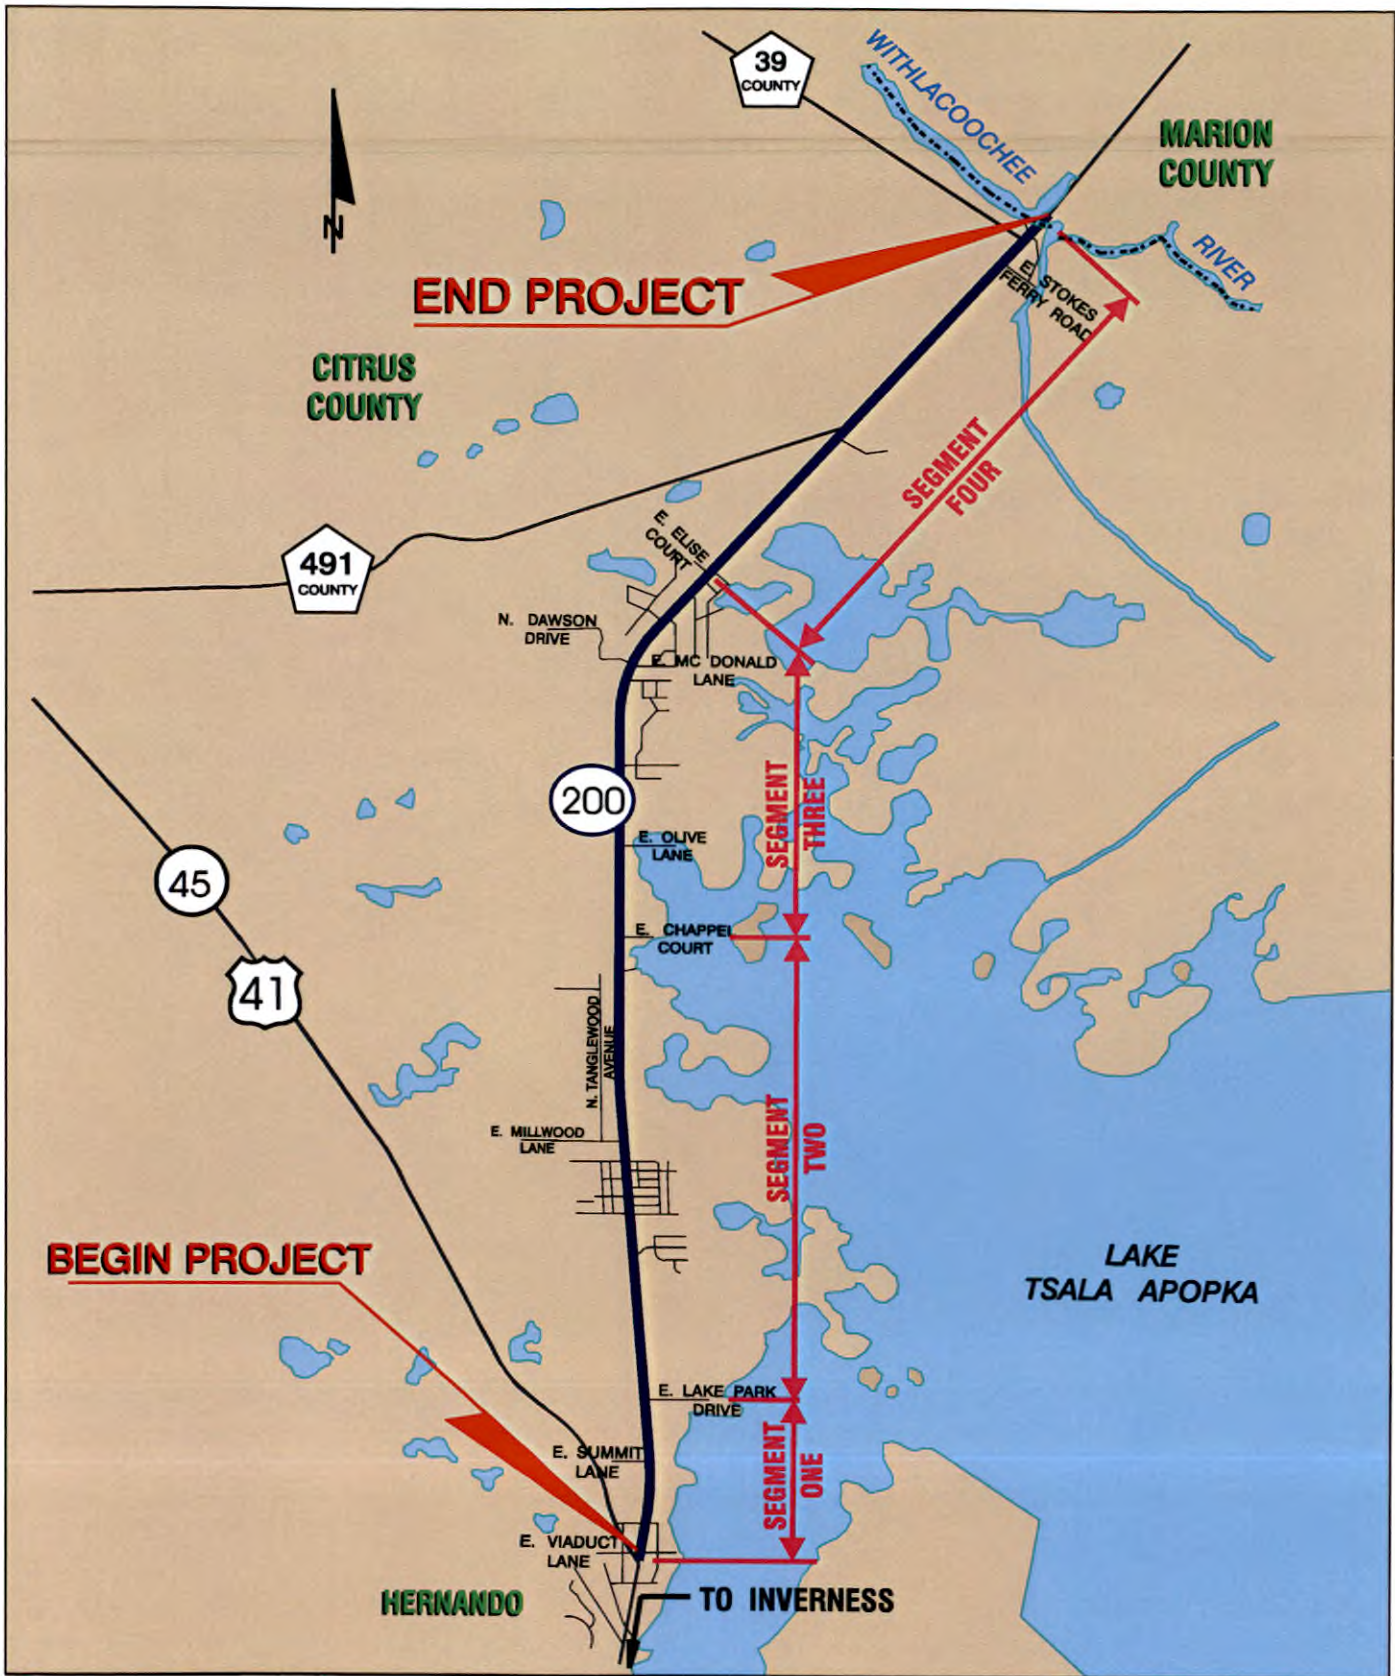 39
COUNTY
WITHLACOOCHEE
MARION
COUNTY
N
RIVER
END PROJECT
E. STOKES
FERRY ROAD
CITRUS
COUNTY
SEGMENT
FOUR
E. ELISE
COURT
491
COUNTY
N. DAWSON
DRIVE
E. MC DONALD
LANE
200
SEGMENT
THREE
E. OLIVE
LANE
45
E. CHAPPEL
COURT
41
N. TANGLEWOOD
AVENUE
E. MILLWOOD
LANE
SEGMENT
TWO
BEGIN PROJECT
LAKE
TSALA APOPKA
E. LAKE PARK
DRIVE
E. SUMMIT
LANE
SEGMENT
ONE
E. VIADUCT
LANE
HERNANDO
TO INVERNESS